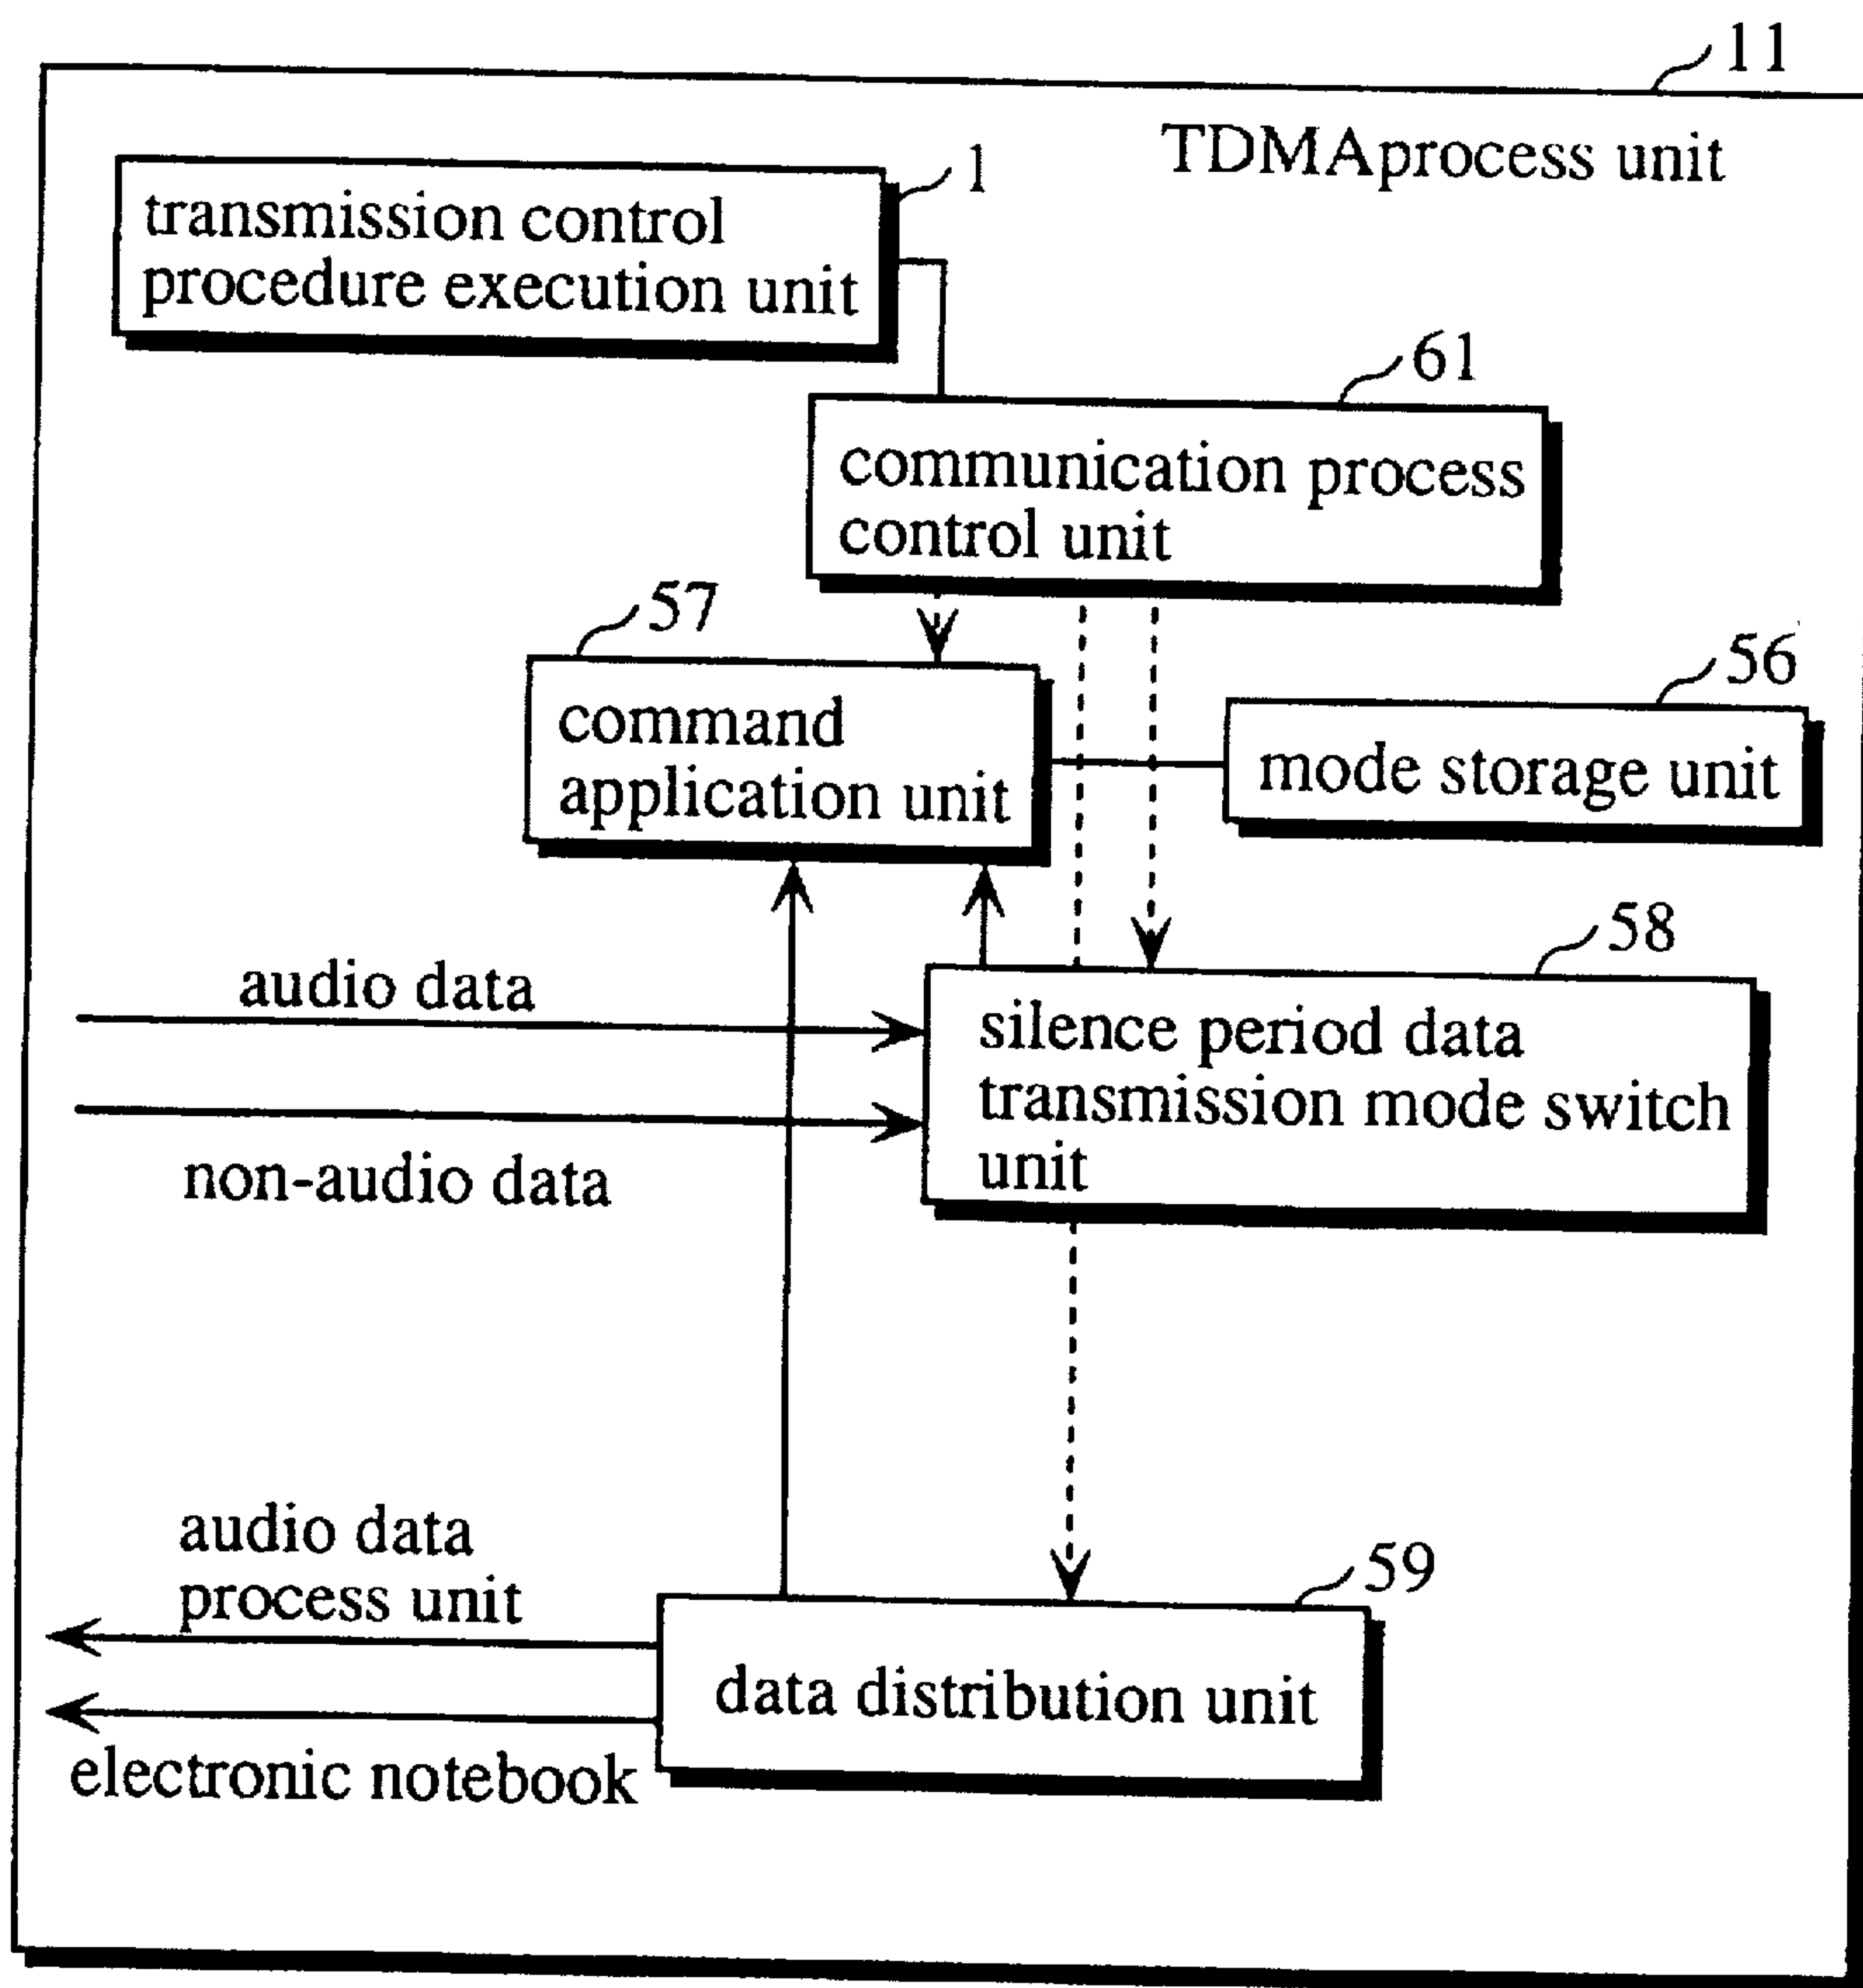 11
TDMAprocess unit
1
transmission control
procedure execution unit
61
communication process
control unit
57
command
application unit
56
mode storage unit
58
audio data
silence period data
transmission mode switch
unit
non-audio data
audio data
process unit
59
data distribution unit
electronic notebook